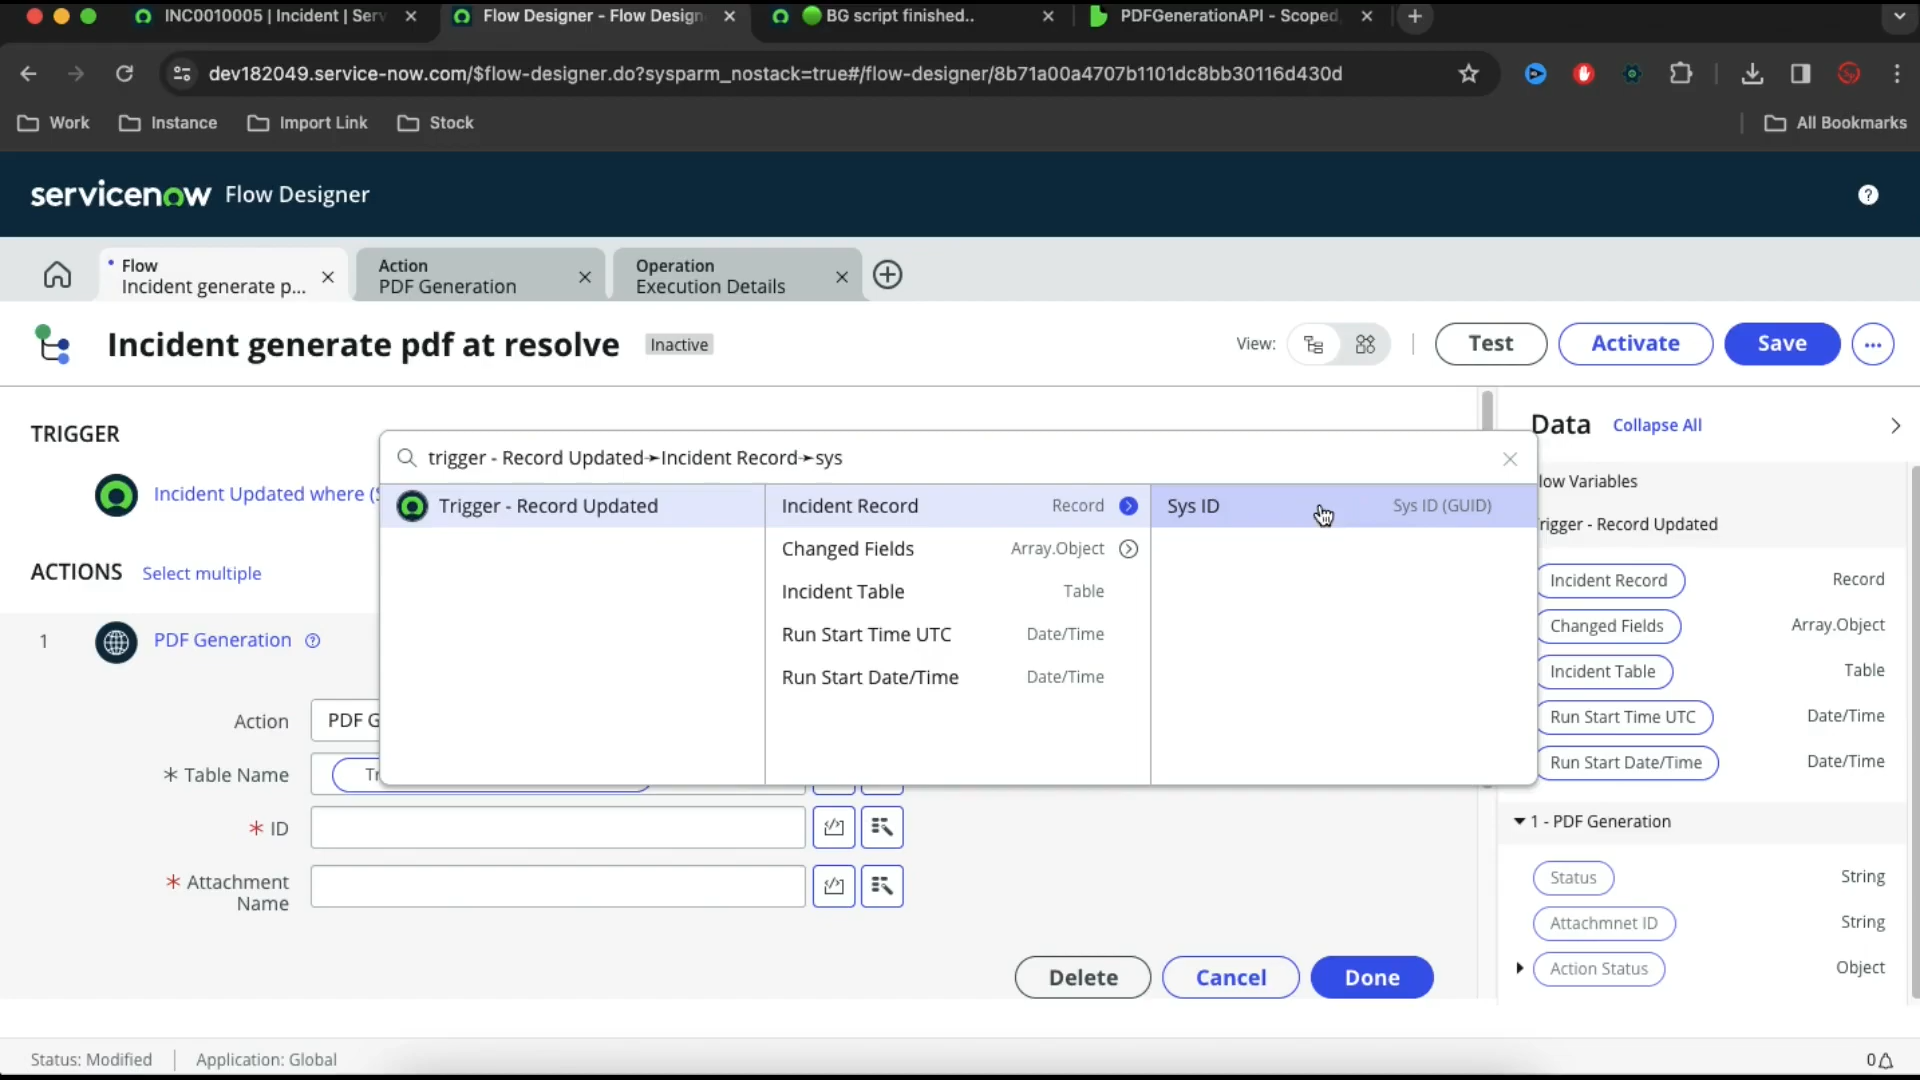 INC0010005 | Incident | Serv
Flow Designer - Flow Design
BG script finished..
PDFGenerationAPI - Scoped
dev182049.service-now.com/$flow-designer.do?sysparm_nostack=true#/flow-designer/8b71a00a4707b1101dc8bb30116d430d
Work
Instance
Import Link
Stock
All Bookmarks
servicenow Flow Designer
Flow
Incident generate p...
Action
PDF Generation
Operation
Execution Details
Incident generate pdf at resolve
Inactive
View:
Test
Activate
Save
TRIGGER
Data
Collapse All
trigger - Record Updated➛Incident Record➛sys
Incident Updated where (
Trigger - Record Updated
Incident Record
Record
Sys ID
Sys ID (GUID)
Changed Fields
Array.Object
Incident Table
Table
Run Start Time UTC
Date/Time
Run Start Date/Time
Date/Time
low Variables
rigger - Record Updated
Incident Record
Record
Changed Fields
Array.Object
Incident Table
Table
Run Start Time UTC
Date/Time
Run Start Date/Time
Date/Time
ACTIONS
Select multiple
1
PDF Generation
Action
PDF G
* Table Name
Tr
* ID
* Attachment
Name
1 - PDF Generation
Status
String
Attachmnet ID
String
Action Status
Object
Delete
Cancel
Done
Status: Modified
Application: Global
0